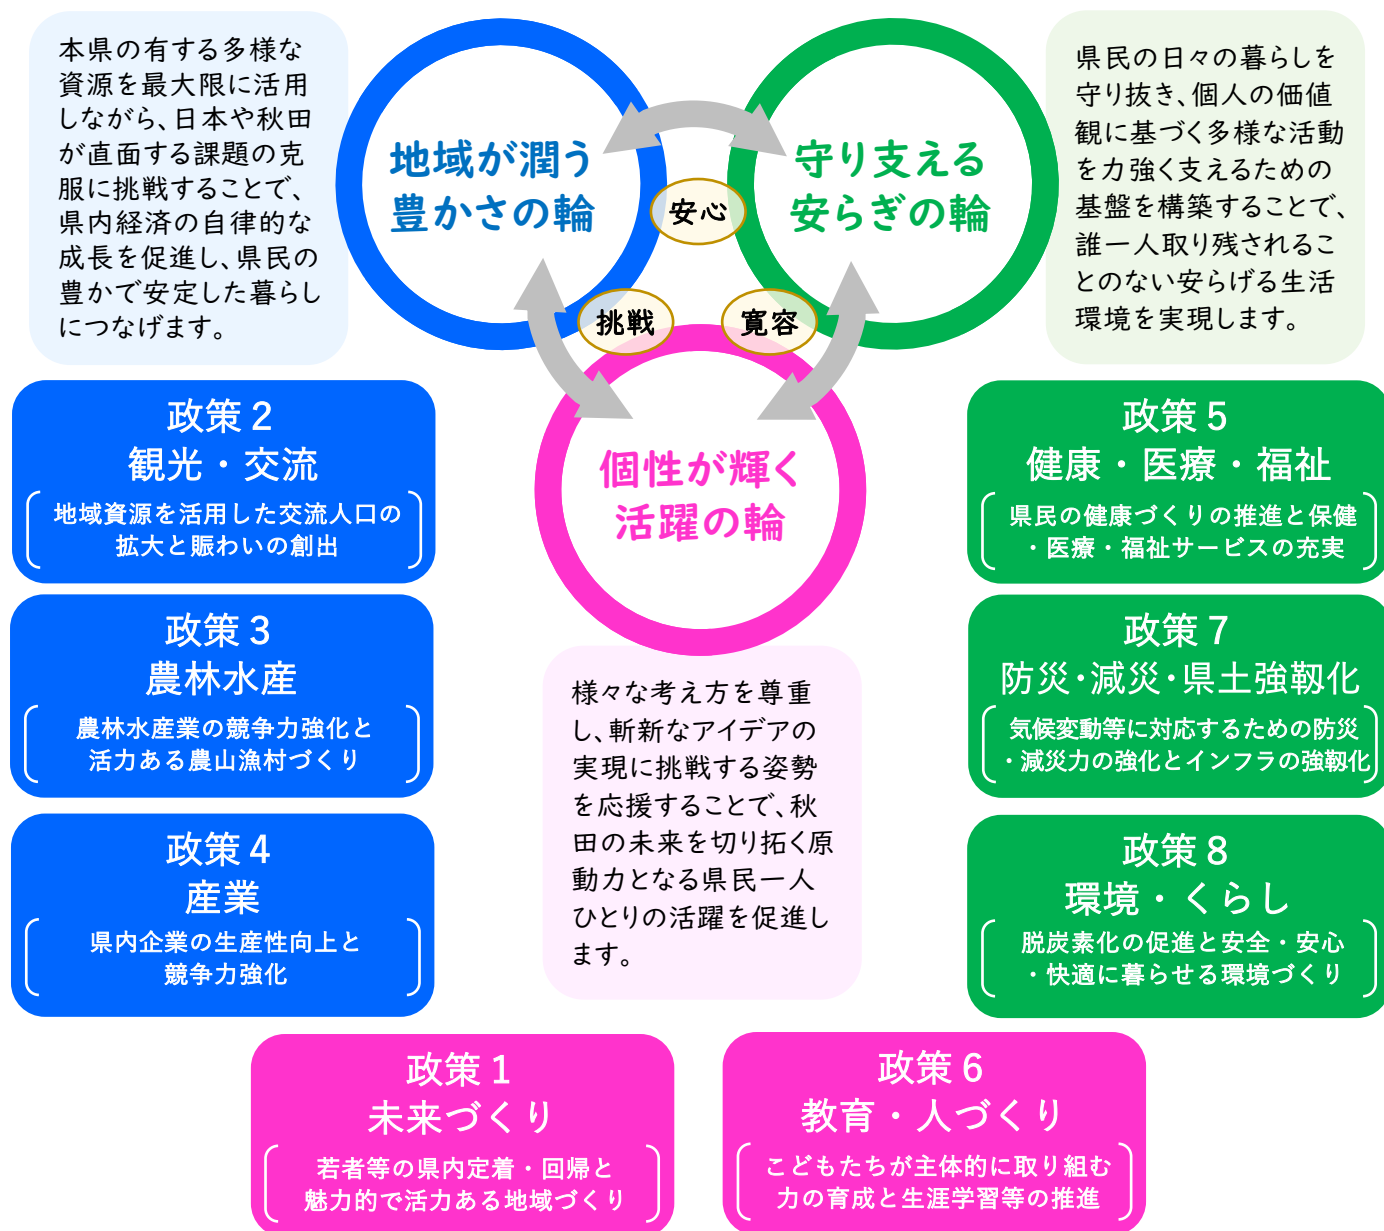 本県の有する多様な
資源を最大限に活用
しながら、日本や秋田
が直面する課題の克
服に挑戦することで、
県内経済の自律的な
成長を促進し、県民の
豊かで安定した暮らし
につなげます。
地域が潤う
豊かさの輪
守り支える
安らぎの輪
県民の日々の暮らしを
守り抜き、個人の価値
観に基づく多様な活動
を力強く支えるための
基盤を構築することで、
誰一人取り残されるこ
とのない安らげる生活
環境を実現します。
安心
挑戦
寛容
個性が輝く
活躍の輪
様々な考え方を尊重
し、斬新なアイデアの
実現に挑戦する姿勢
を応援することで、秋
田の未来を切り拓く原
動力となる県民一人
ひとりの活躍を促進し
ます。
政策2
観光・交流
地域資源を活用した交流人口の
拡大と賑わいの創出
政策3
農林水産
農林水産業の競争力強化と
活力ある農山漁村づくり
政策4
産業
県内企業の生産性向上と
競争力強化
政策5
健康・医療・福祉
県民の健康づくりの推進と保健
・医療・福祉サービスの充実
政策7
防災・減災・県土強靱化
気候変動等に対応するための防災
・減災力の強化とインフラの強靱化
政策8
環境・くらし
脱炭素化の促進と安全・安心
・快適に暮らせる環境づくり
政策1
未来づくり
若者等の県内定着・回帰と
魅力的で活力ある地域づくり
政策6
教育・人づくり
こどもたちが主体的に取り組む
力の育成と生涯学習等の推進